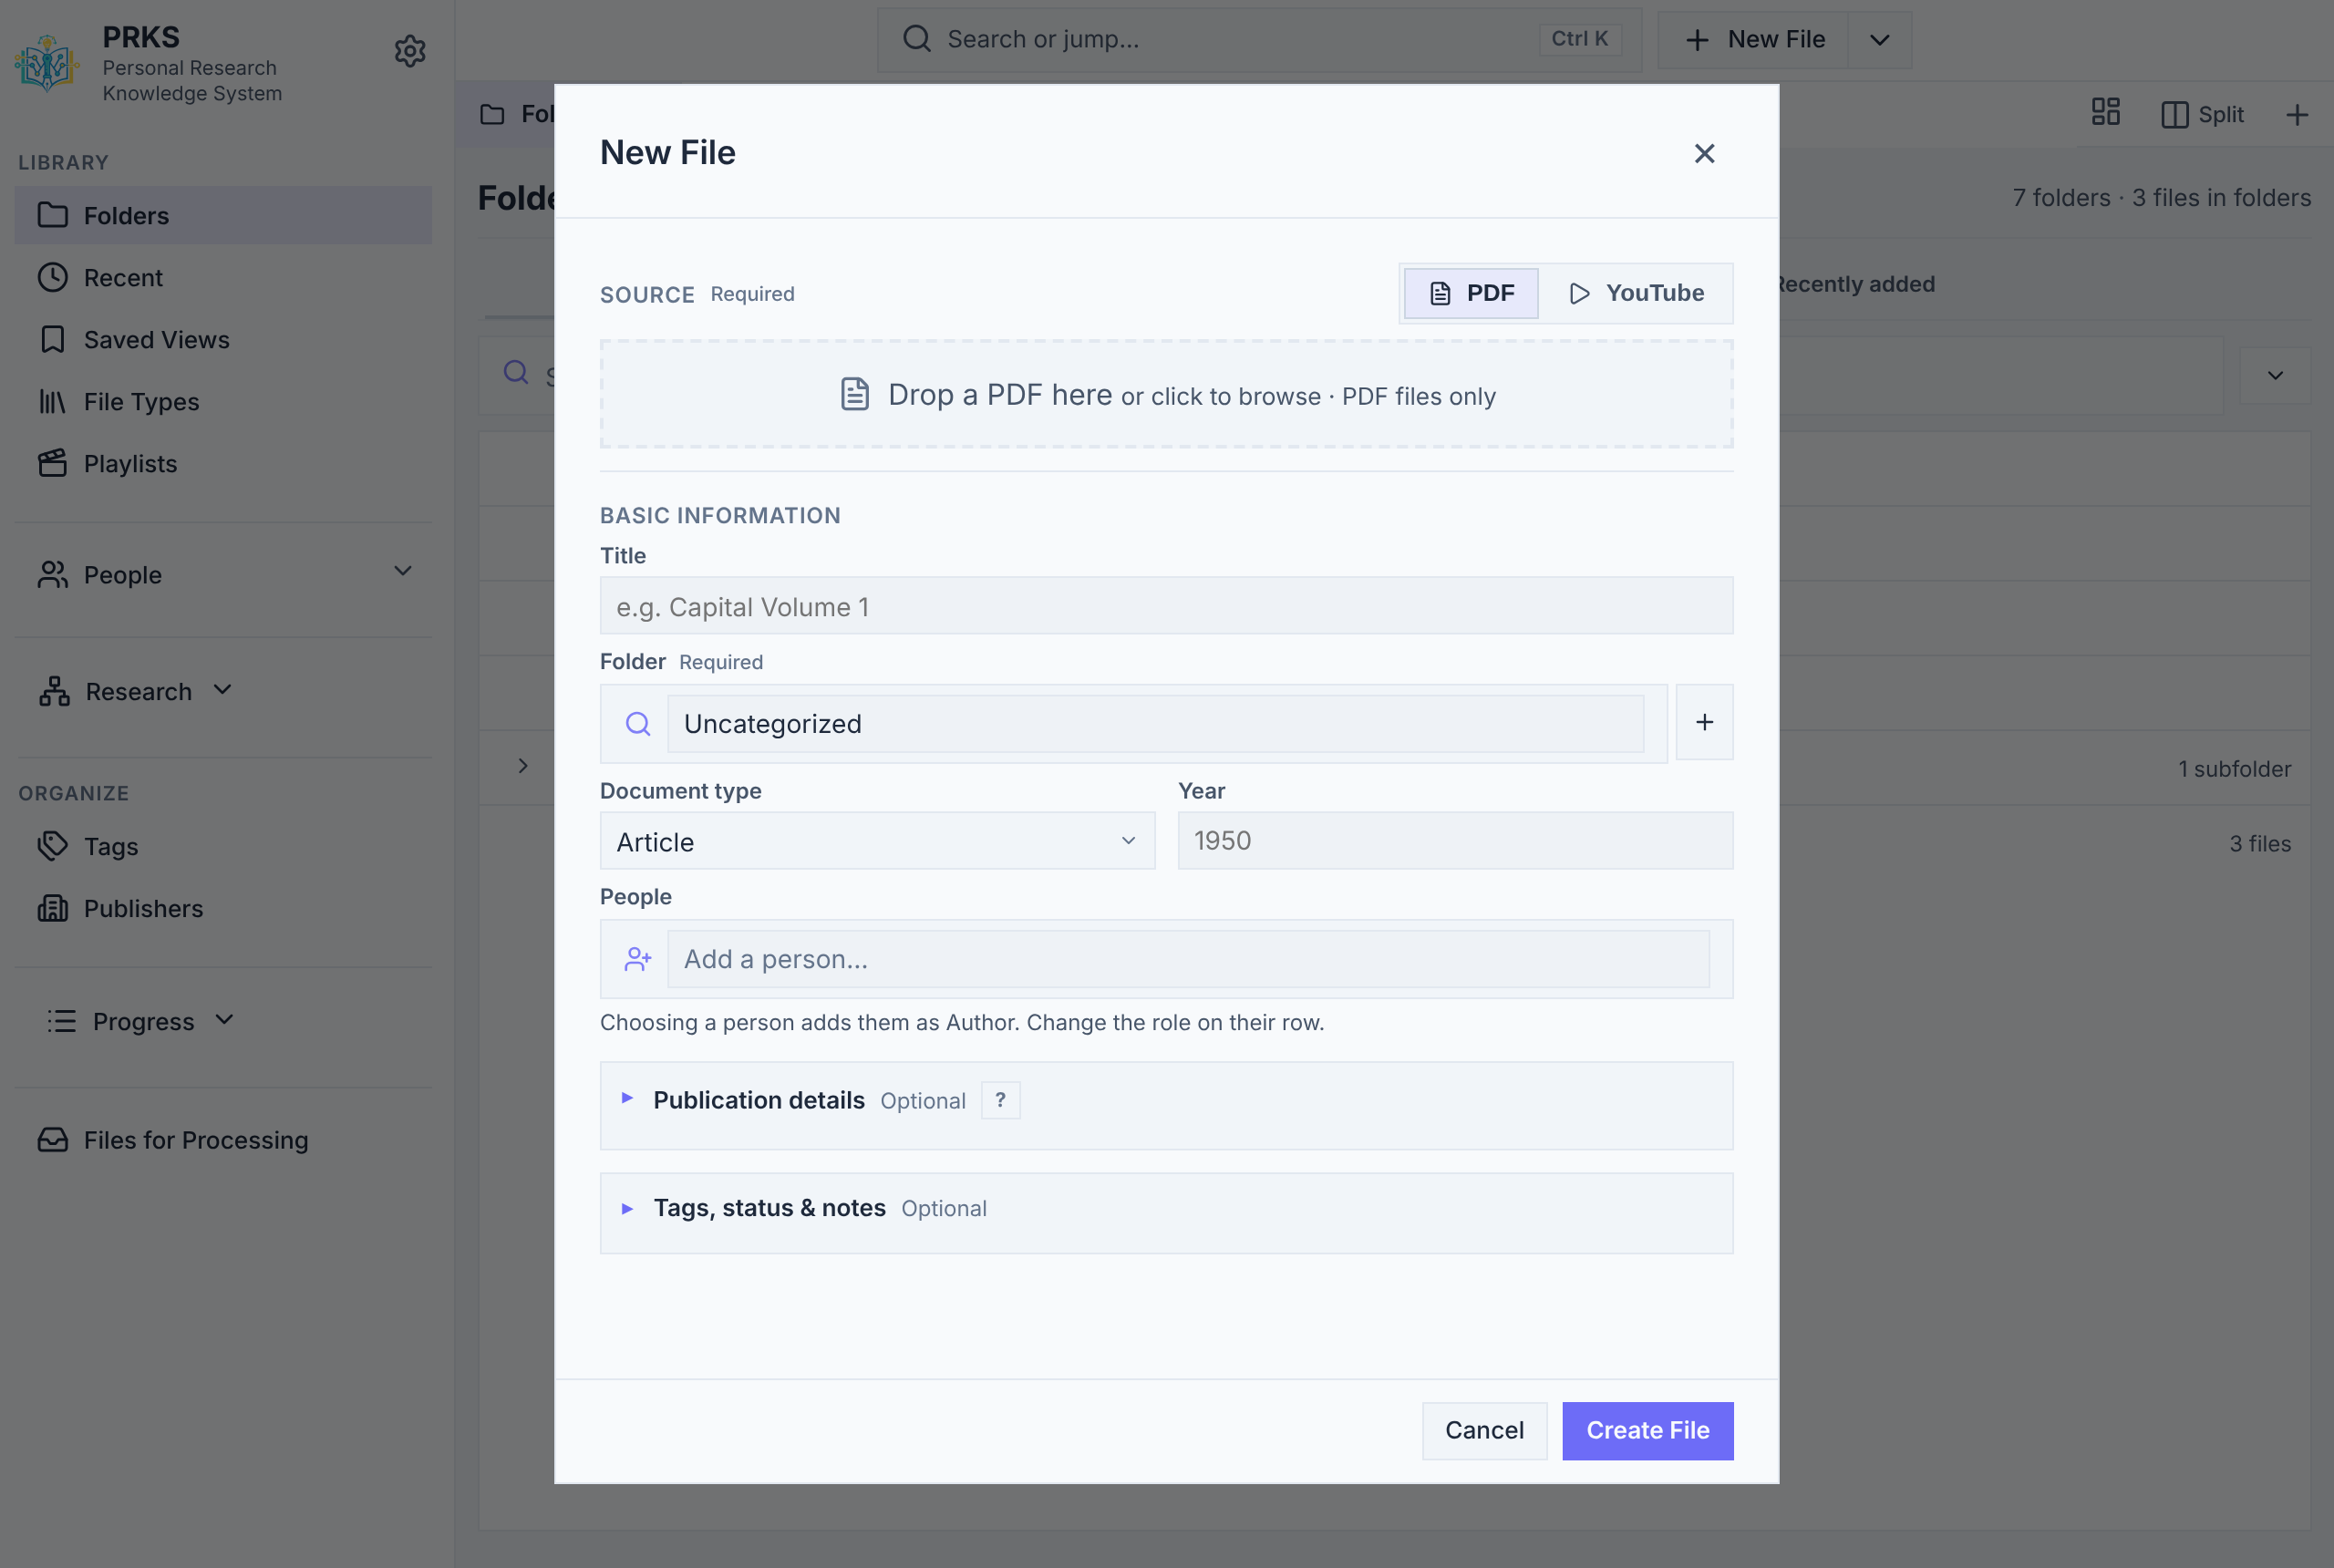 PRKS
Personal Research
Knowledge System
LIBRARY
Folders
Recent
Saved Views
File Types
Playlists
People
Research
ORGANIZE
Tags
Publishers
Progress
Files for Processing
Search or jump...
Ctrl K
New File
Split
7 folders · 3 files in folders
Recently added
1 subfolder
3 files
New File
SOURCE Required
PDF
YouTube
Drop a PDF here or click to browse · PDF files only
BASIC INFORMATION
Title
e.g. Capital Volume 1
Folder Required
Uncategorized
Document type
Year
Article
1950
People
Add a person...
Choosing a person adds them as Author. Change the role on their row.
Publication details Optional ?
Tags, status & notes Optional
Cancel
Create File